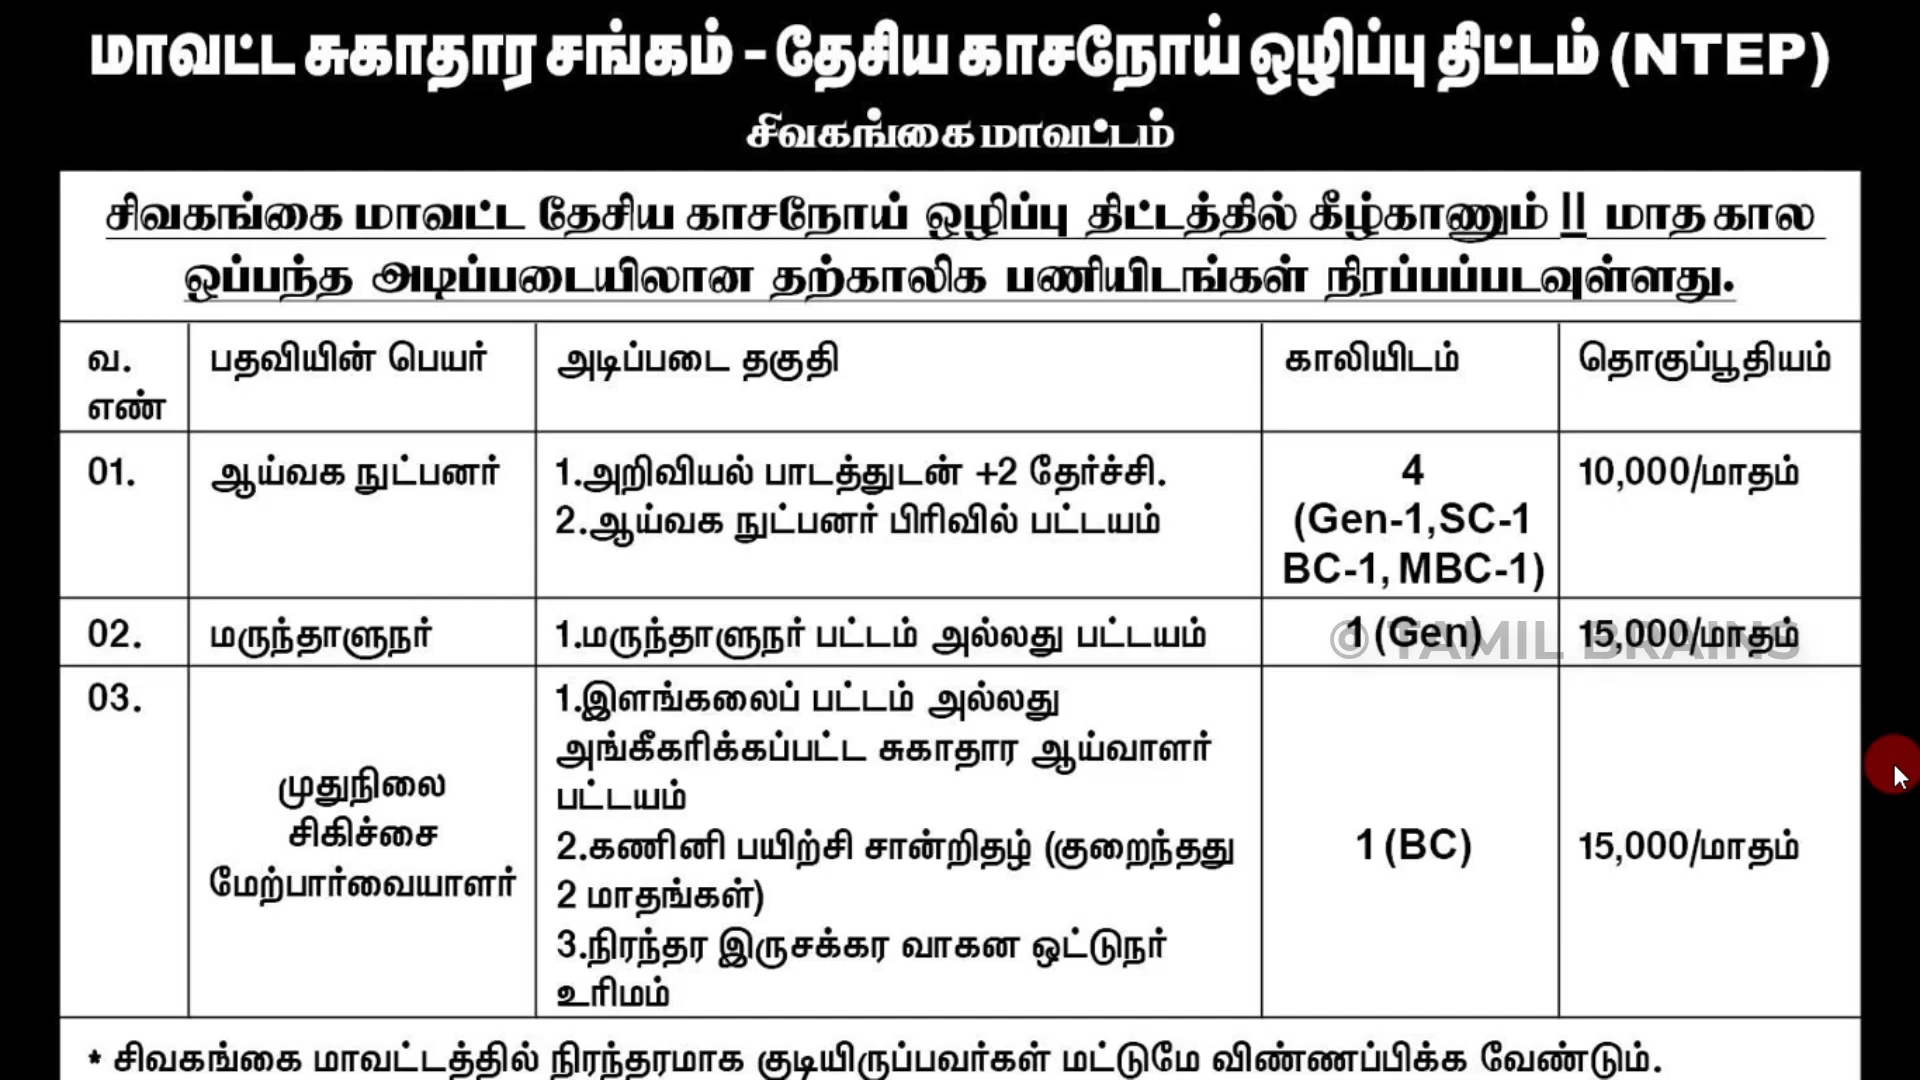 மாவட்ட சுகாதார சங்கம் - தேசிய காசநோய் ஒழிப்பு திட்டம் (NTEP)
சிவகங்கை மாவட்டம்
சிவகங்கை மாவட்ட தேசிய காசநோய் ஒழிப்பு திட்டத்தில் கீழ்காணும் 11 மாத கால
ஒப்பந்த அடிப்படையிலான தற்காலிக பணியிடங்கள் நிரப்பப்படவுள்ளது.
வ. எண்
பதவியின் பெயர்
அடிப்படை தகுதி
காலியிடம்
தொகுப்பூதியம்
01.
ஆய்வக நுட்பனர்
1.அறிவியல் பாடத்துடன் +2 தேர்ச்சி.
2.ஆய்வக நுட்பனர் பிரிவில் பட்டயம்
4
(Gen-1,SC-1
BC-1, MBC-1)
10,000/மாதம்
02.
மருந்தாளுநர்
1.மருந்தாளுநர் பட்டம் அல்லது பட்டயம்
1 (Gen)
15,000/மாதம்
© TAMIL BRAINS
03.
முதுநிலை
சிகிச்சை
மேற்பார்வையாளர்
1.இளங்கலைப் பட்டம் அல்லது
அங்கீகரிக்கப்பட்ட சுகாதார ஆய்வாளர்
பட்டயம்
2.கணினி பயிற்சி சான்றிதழ் (குறைந்தது
2 மாதங்கள்)
3.நிரந்தர இருசக்கர வாகன ஒட்டுநர்
உரிமம்
1 (BC)
15,000/மாதம்
* சிவகங்கை மாவட்டத்தில் நிரந்தரமாக குடியிருப்பவர்கள் மட்டுமே விண்ணப்பிக்க வேண்டும்.